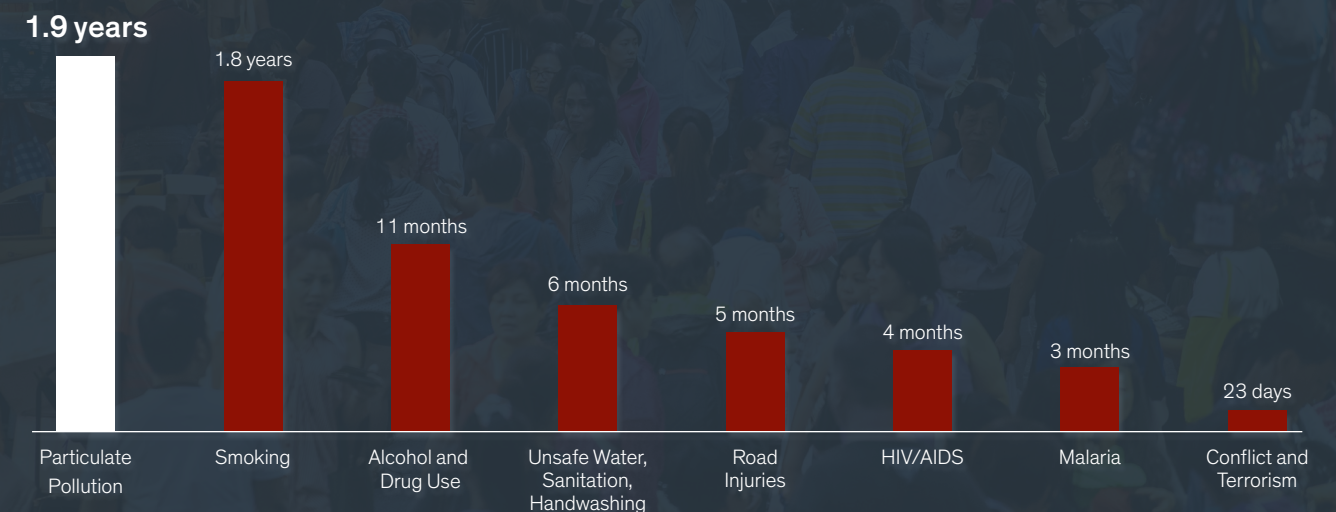 1.9 years
1.8 years
11 months
6 months
5 months
4 months
3 months
23 days
Particulate
Pollution
Smoking
Alcohol and
Drug Use
Unsafe Water,
Sanitation,
Handwashing
Road
Injuries
HIV/AIDS
Malaria
Conflict and
Terrorism